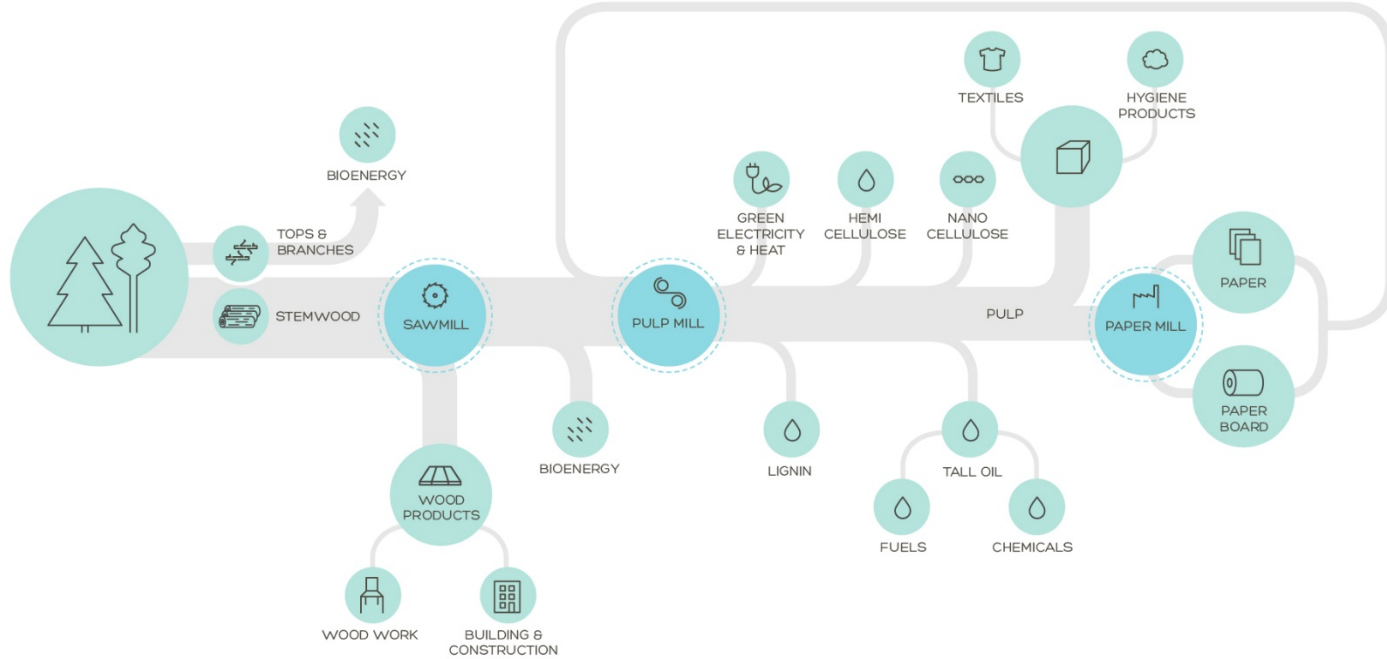 TEXTILES
HYGIENE
PRODUCTS
BIOENERGY
GREEN
ELECTRICITY
& HEAT
HEMI
CELLULOSE
NANO
CELLULOSE
TOPS &
BRANCHES
STEMWOOD
SAWMILL
PULP MILL
PULP
PAPER MILL
PAPER
PAPER
BOARD
BIOENERGY
LIGNIN
TALL OIL
FUELS
CHEMICALS
WOOD
PRODUCTS
WOOD WORK
BUILDING &
CONSTRUCTION